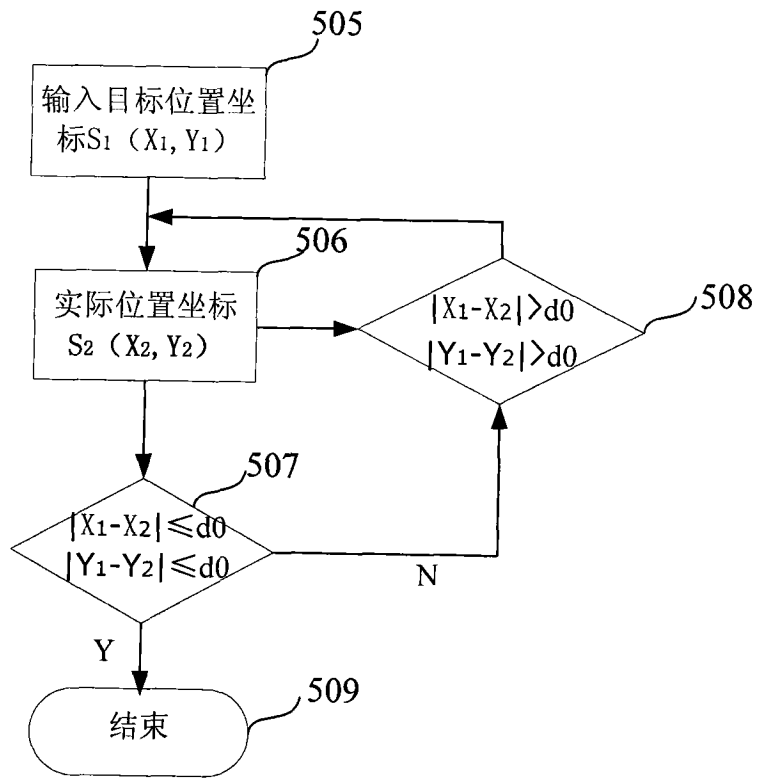 505
输入目标位置坐
标S1（X1,Y1）
506
实际位置坐标
S2（X2,Y2）
508
|X1-X2|>d0
|Y1-Y2|>d0
507
|X1-X2|≤d0
|Y1-Y2|≤d0
N
Y
509
结束